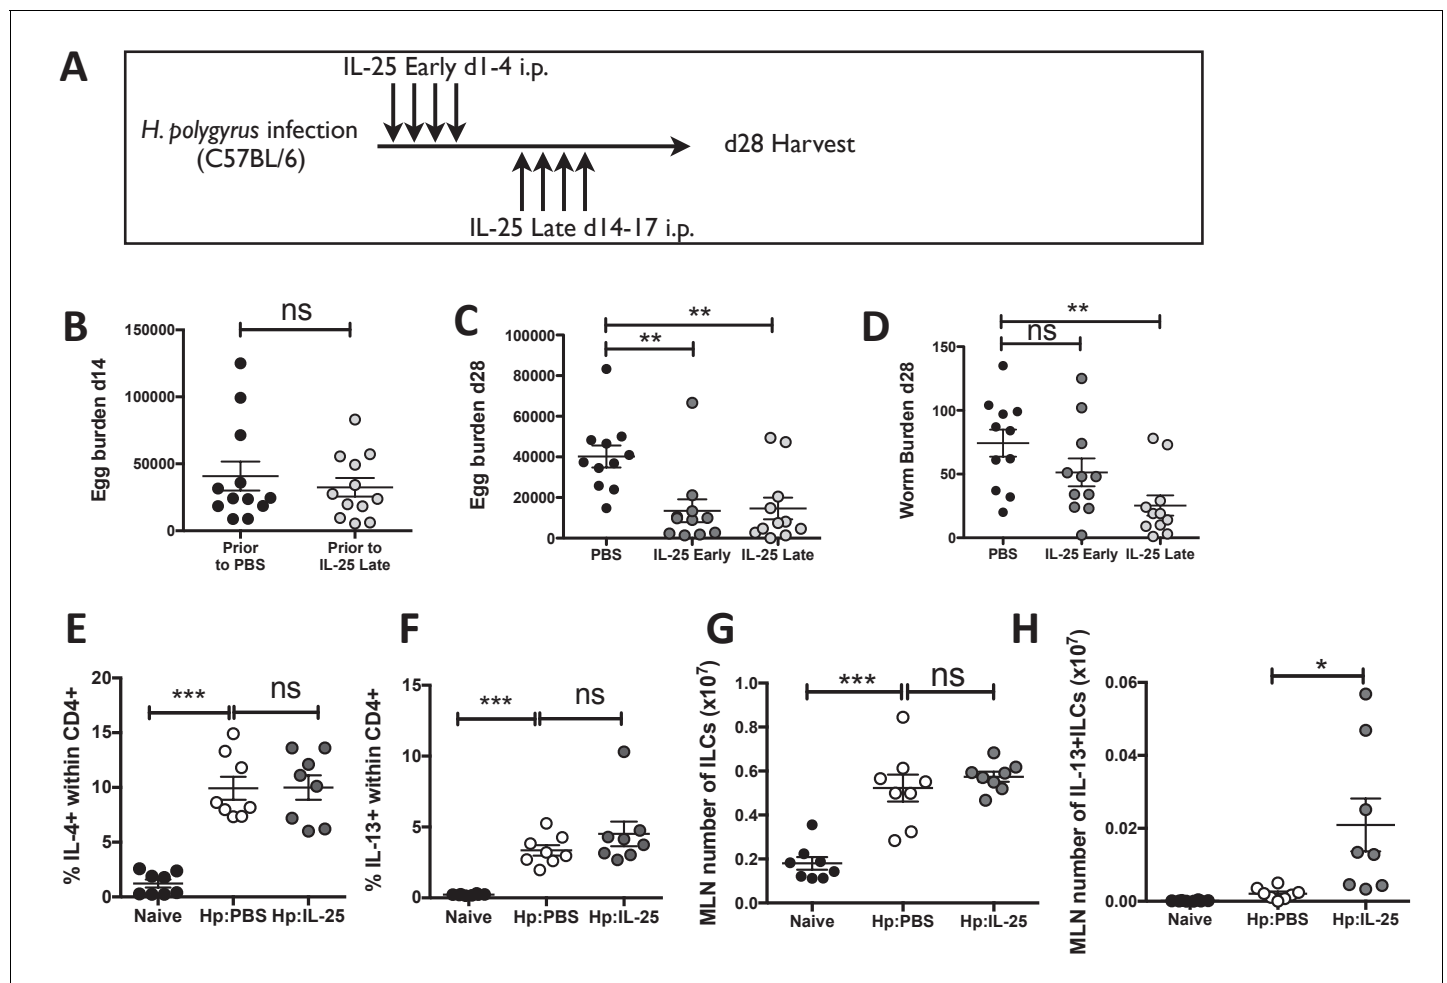 A
IL-25 Early d1-4 i.p.
H. polygyrus infection
(C57BL/6)
d28 Harvest
IL-25 Late d14-17 i.p.
B
Egg burden d14
150000
100000
50000
0
ns
Prior
to PBS
Prior to
IL-25 Late
C
Egg burden d28
100000
80000
60000
40000
20000
0
**
**
PBS
IL-25 Early
IL-25 Late
D
Worm Burden d28
150
100
50
0
**
ns
PBS
IL-25 Early
IL-25 Late
E
% IL-4+ within CD4+
20
15
10
5
0
***
ns
Naive
Hp:PBS
Hp:IL-25
F
% IL-13+ within CD4+
15
10
5
0
***
ns
Naive
Hp:PBS
Hp:IL-25
G
MLN number of ILCs (x10⁷)
1.0
0.8
0.6
0.4
0.2
0.0
***
ns
Naive
Hp:PBS
Hp:IL-25
H
MLN number of IL-13+ILCs (x10⁷)
0.06
0.04
0.02
0.00
*
Naive
Hp:PBS
Hp:IL-25